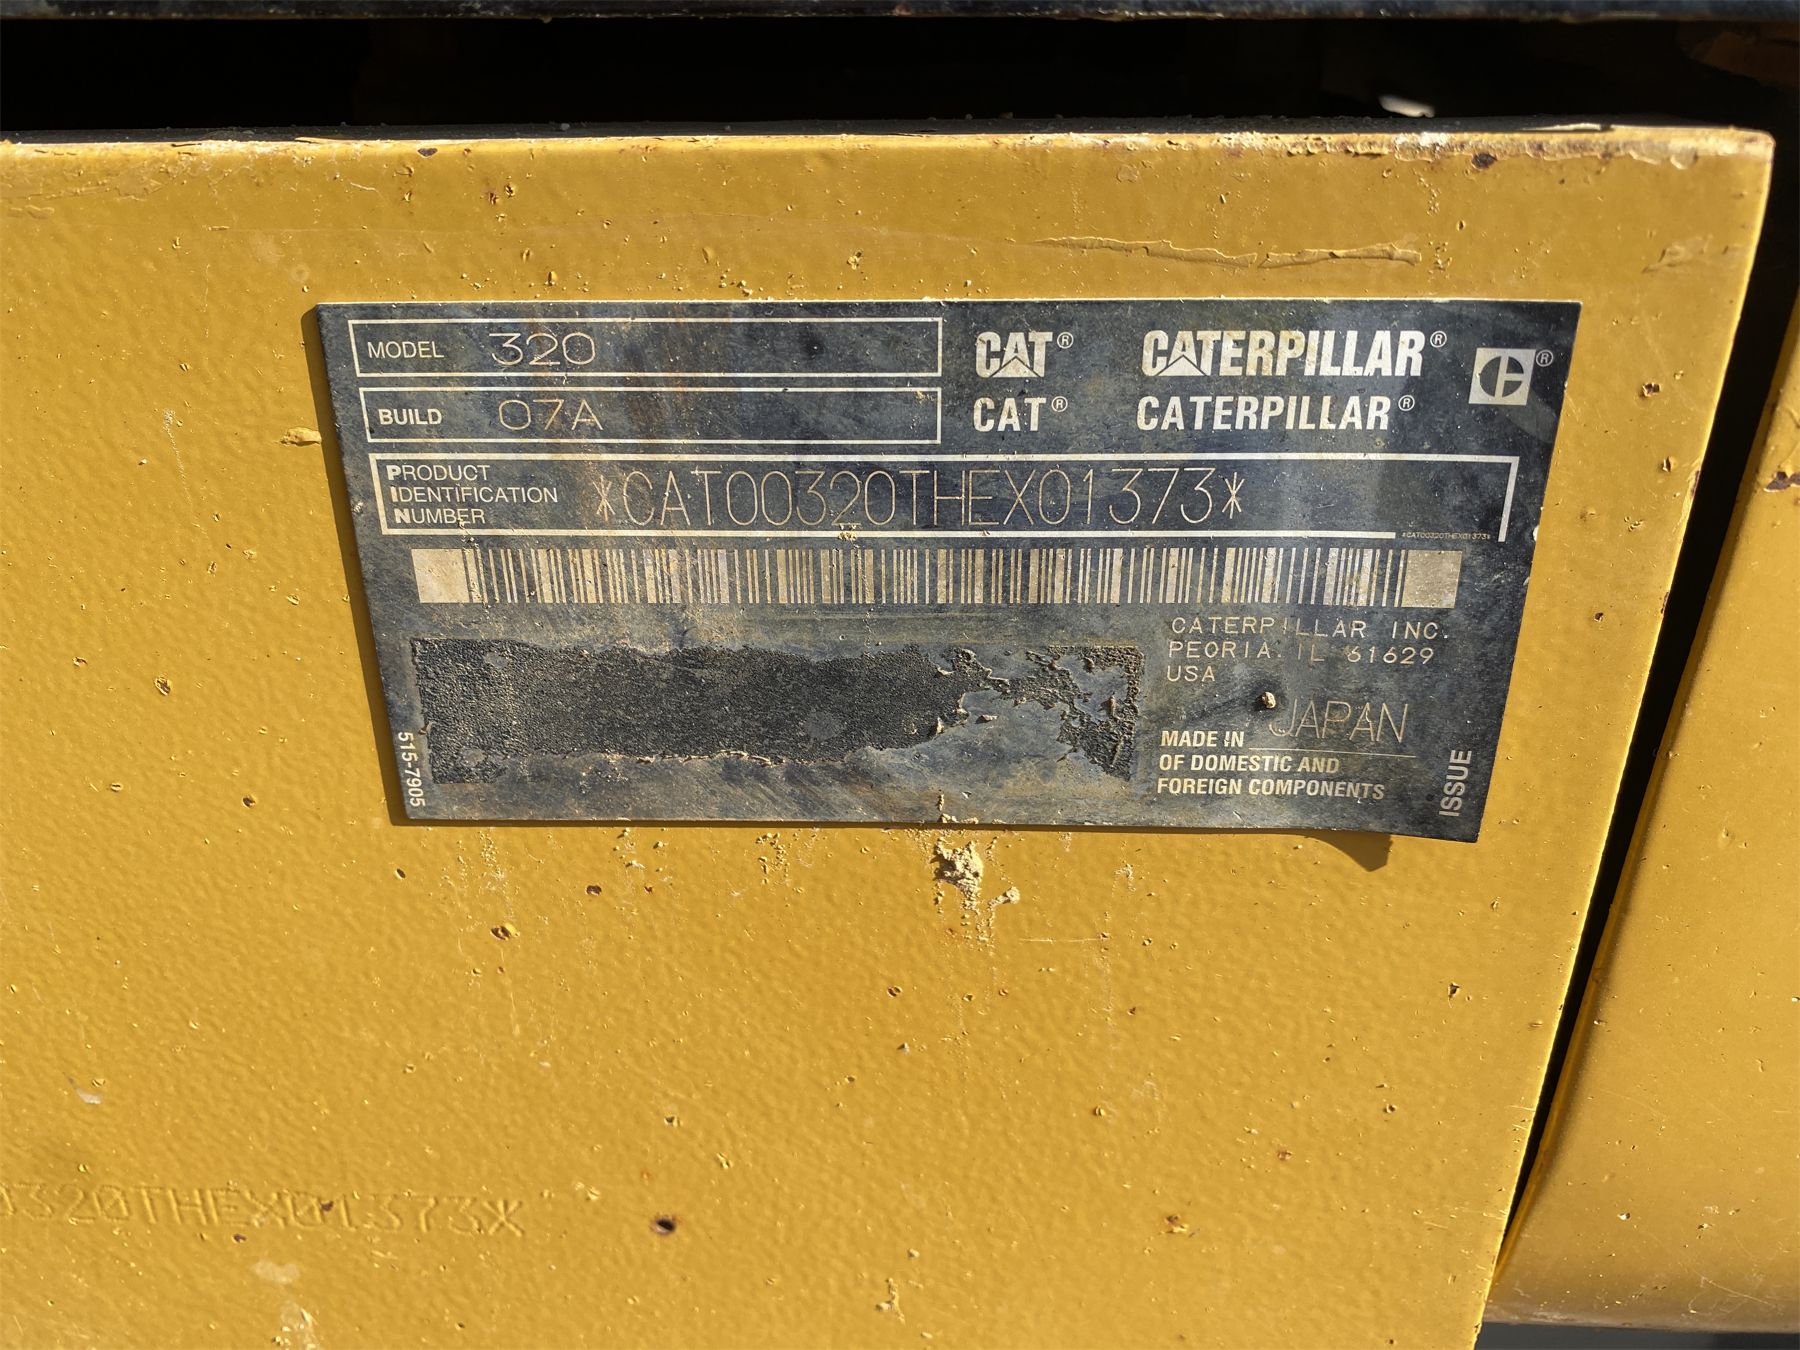 MODEL 320
BUILD 07A
CAT® CATERPILLAR® ®
CAT® CATERPILLAR®
PRODUCT
IDENTIFICATION
NUMBER
*CAT00320THEX01373*
*CAT00320THEX01373*
CATERPILLAR INC.
PEORIA. IL 61629
USA
MADE IN JAPAN
OF DOMESTIC AND
FOREIGN COMPONENTS
515-7905
ISSUE
0320THEX01373*